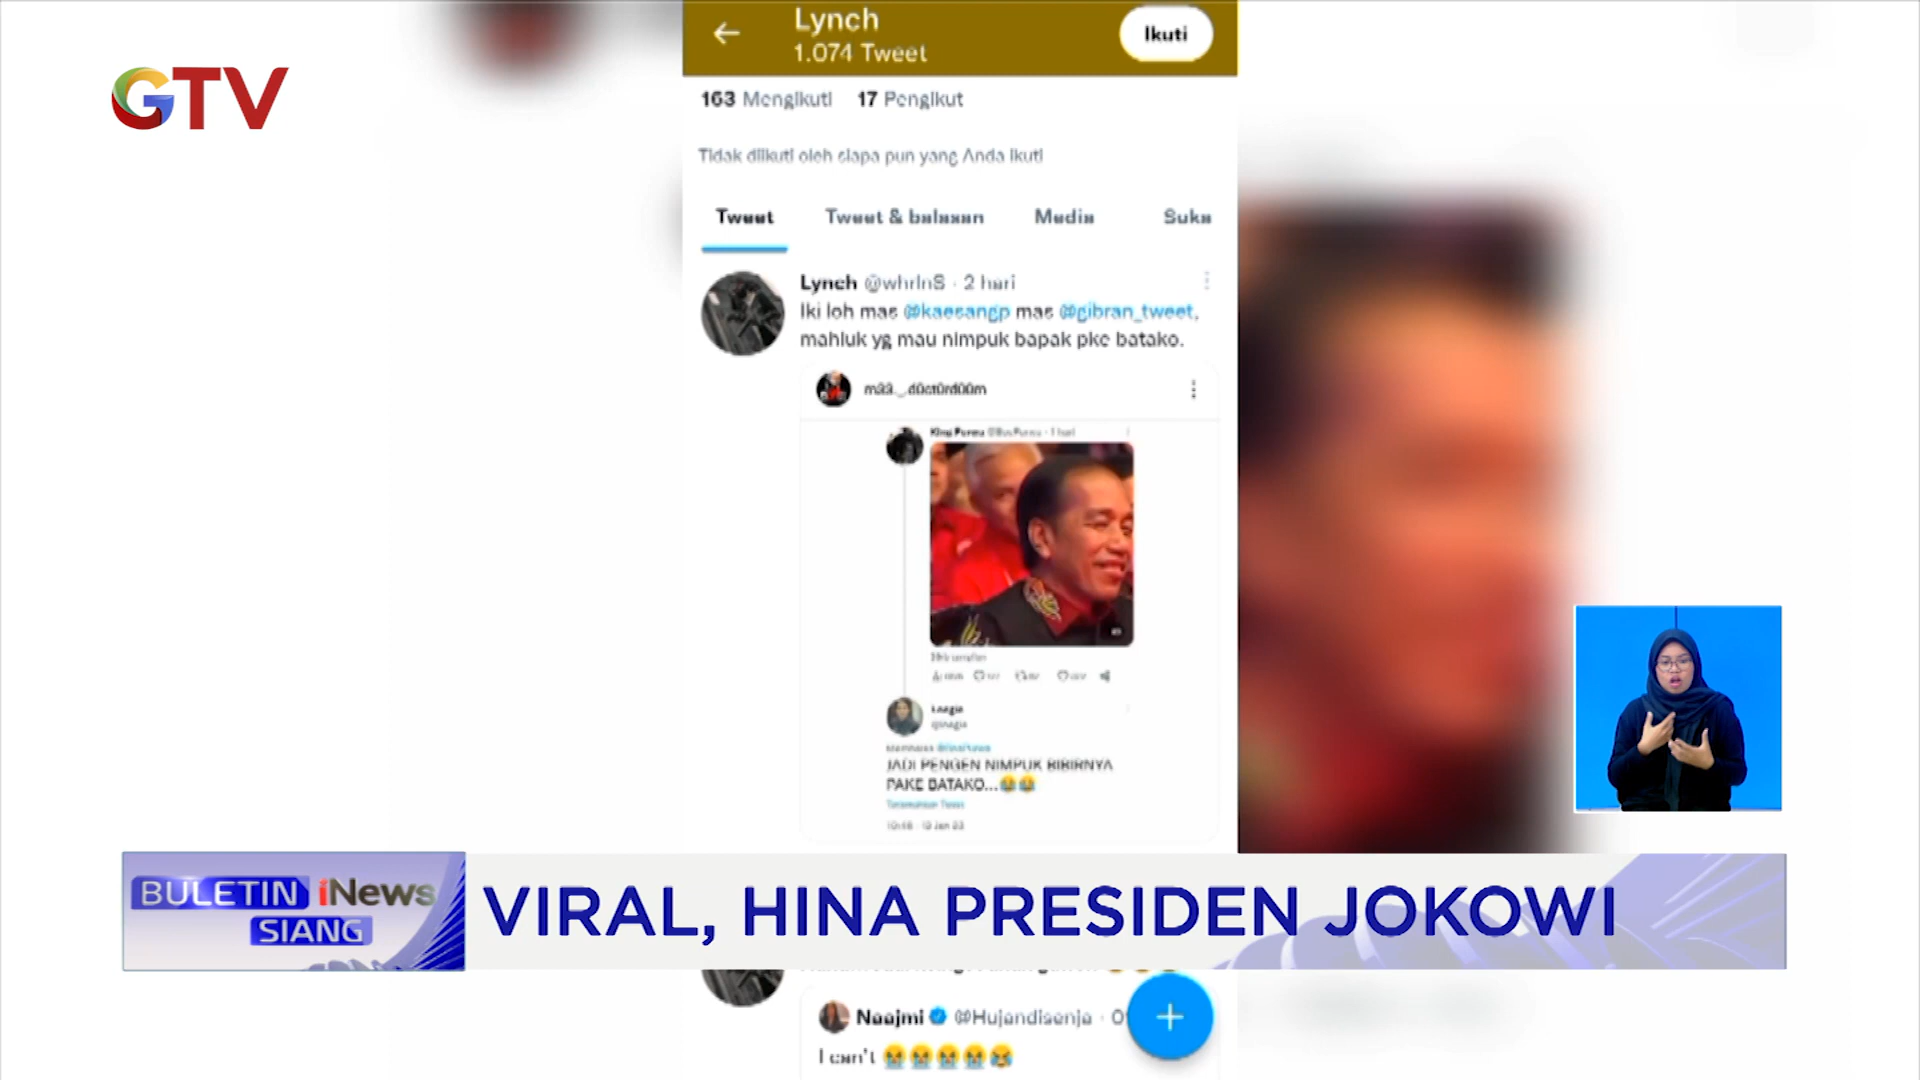 GTV
Lynch
1.074 Tweet
Ikuti
163 Mengikuti 17 Pengikut
Tidak diikuti oleh siapa pun yang Anda ikuti
Tweet Tweet & balasan Media Suka
Lynch @whrlnS · 2 hari
Iki loh mas @kaesangp mas @gibran_tweet,
mahluk yg mau nimpuk bapak pke batako.
JADI PENGEN NIMPUK BIBIRNYA
PAKE BATAKO...😂😂
BULETIN iNews
SIANG
VIRAL, HINA PRESIDEN JOKOWI
Naajmi @Hujandisenja
I can't 😭😭😭😭😹